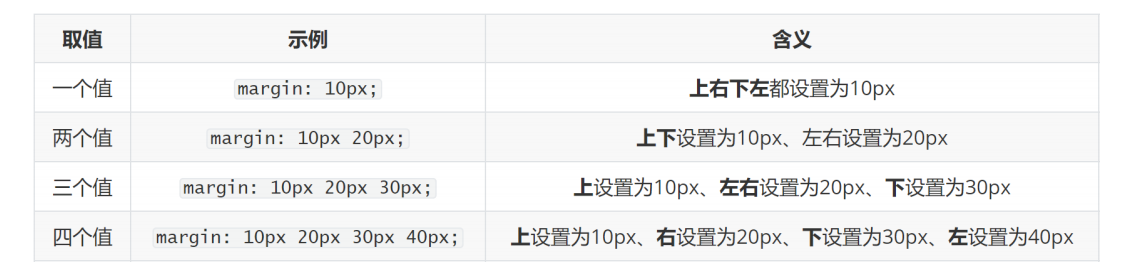 取值 示例 含义
一个值 margin: 10px; 上右下左都设置为10px
两个值 margin: 10px 20px; 上下设置为10px、左右设置为20px
三个值 margin: 10px 20px 30px; 上设置为10px、左右设置为20px、下设置为30px
四个值 margin: 10px 20px 30px 40px; 上设置为10px、右设置为20px、下设置为30px、左设置为40px